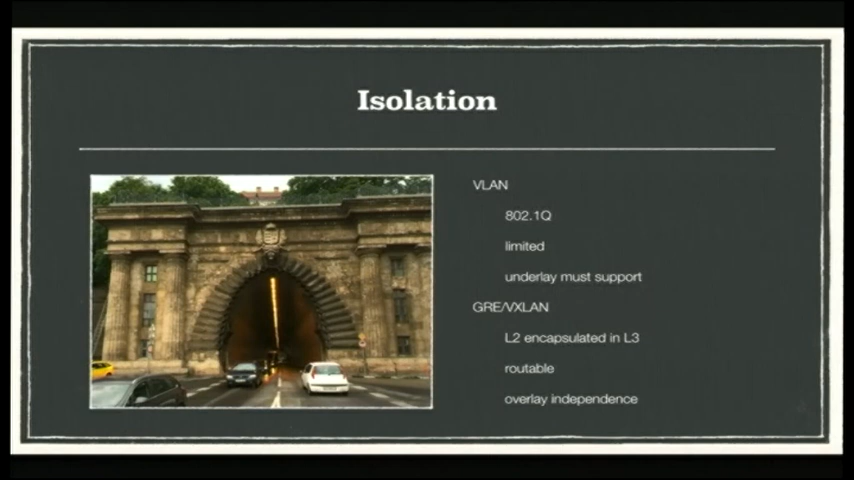 Isolation
VLAN
802.1Q
limited
underlay must support
GRE/VXLAN
L2 encapsulated in L3
routable
overlay independence